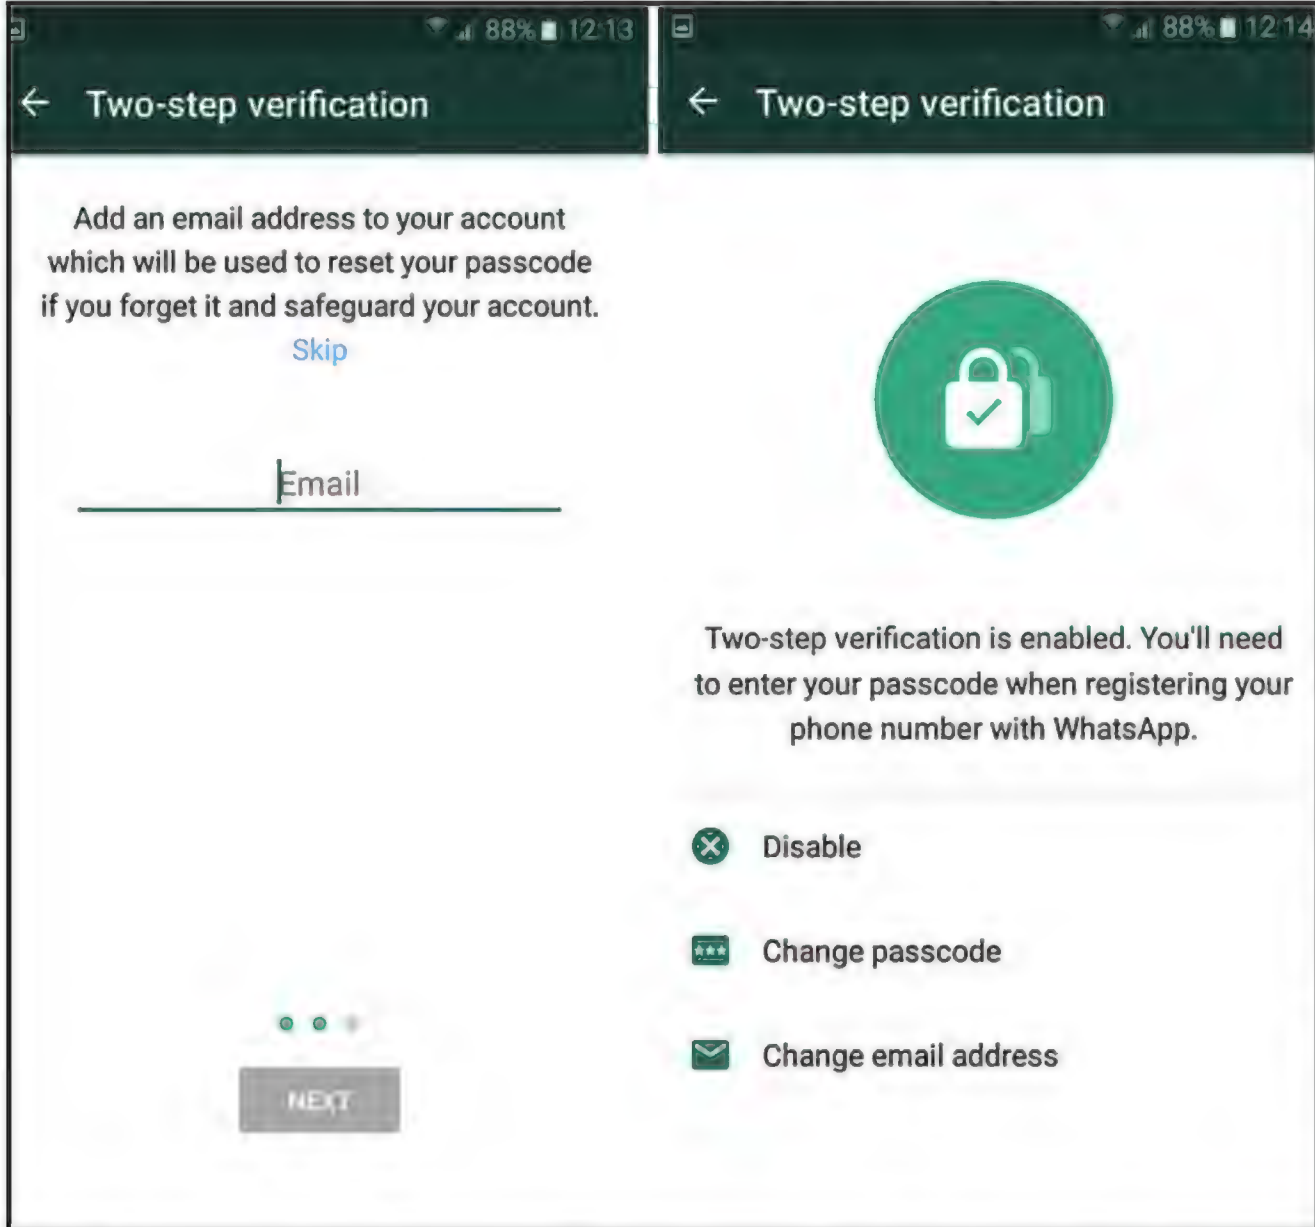 88% 12:13
Two-step verification
Add an email address to your account
which will be used to reset your passcode
if you forget it and safeguard your account.
Skip
Email
NEXT
88% 12:14
Two-step verification
Two-step verification is enabled. You'll need
to enter your passcode when registering your
phone number with WhatsApp.
Disable
Change passcode
Change email address